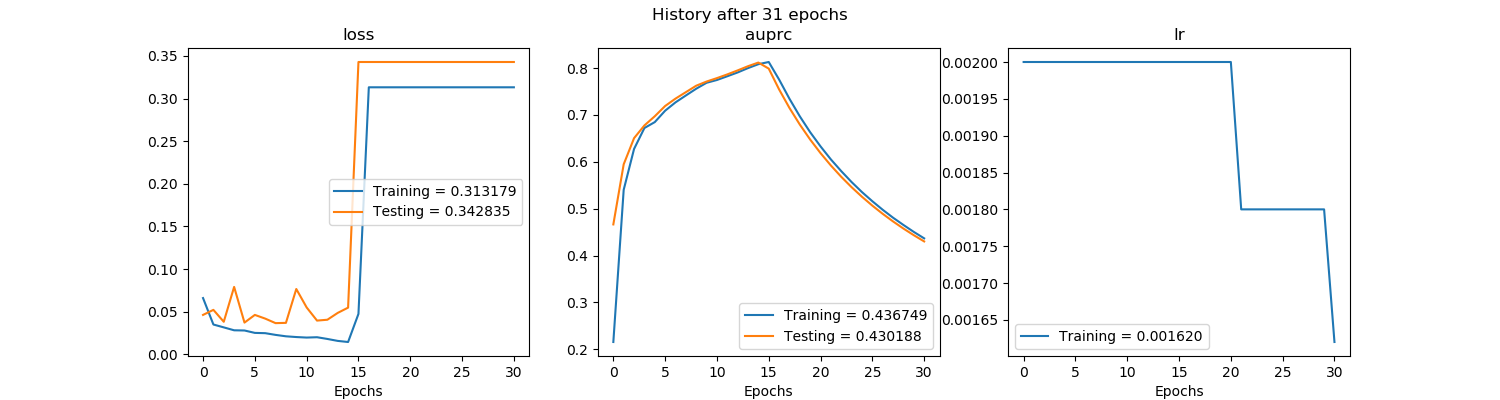 History after 31 epochs
loss
0.35
0.30
0.25
0.20
0.15
0.10
0.05
0.00
0 5 10 15 20 25 30
Epochs
Training = 0.313179
Testing = 0.342835
auprc
0.8
0.7
0.6
0.5
0.4
0.3
0.2
0 5 10 15 20 25 30
Epochs
Training = 0.436749
Testing = 0.430188
lr
0.00200
0.00195
0.00190
0.00185
0.00180
0.00175
0.00170
0.00165
0 5 10 15 20 25 30
Epochs
Training = 0.001620